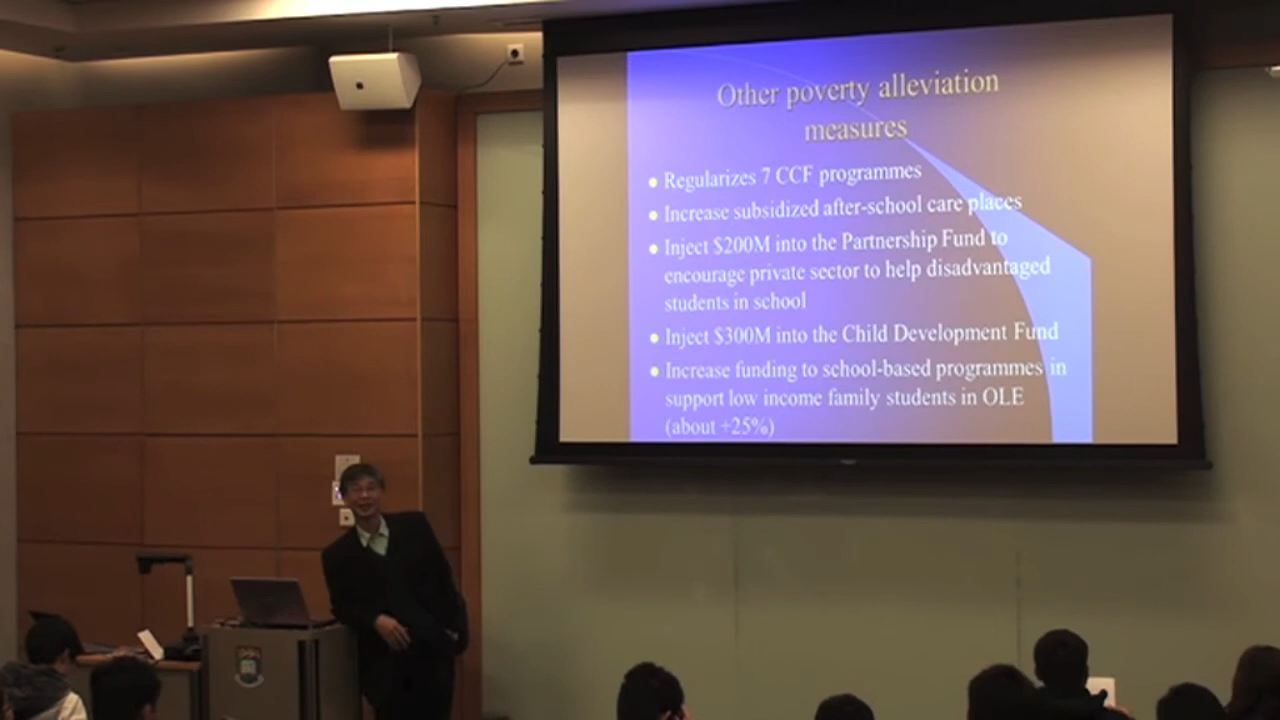 Other poverty alleviation
measures
Regularizes 7 CCF programmes
Increase subsidized after-school care places
Inject $200M into the Partnership Fund to
encourage private sector to help disadvantaged
students in school
Inject $300M into the Child Development Fund
Increase funding to school-based programmes in
support low income family students in OLE
(about +25%)